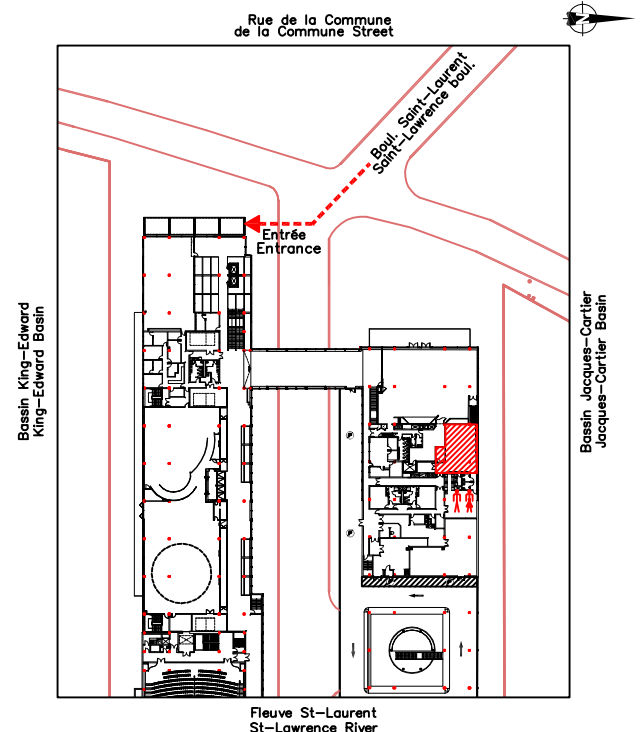 Rue de la Commune
de la Commune Street
N
Boul. Saint-Laurent
Saint-Lawrence boul.
Entrée
Entrance
Bassin King-Edward
King-Edward Basin
Bassin Jacques-Cartier
Jacques-Cartier Basin
P
P
Fleuve St-Laurent
St-Lawrence River